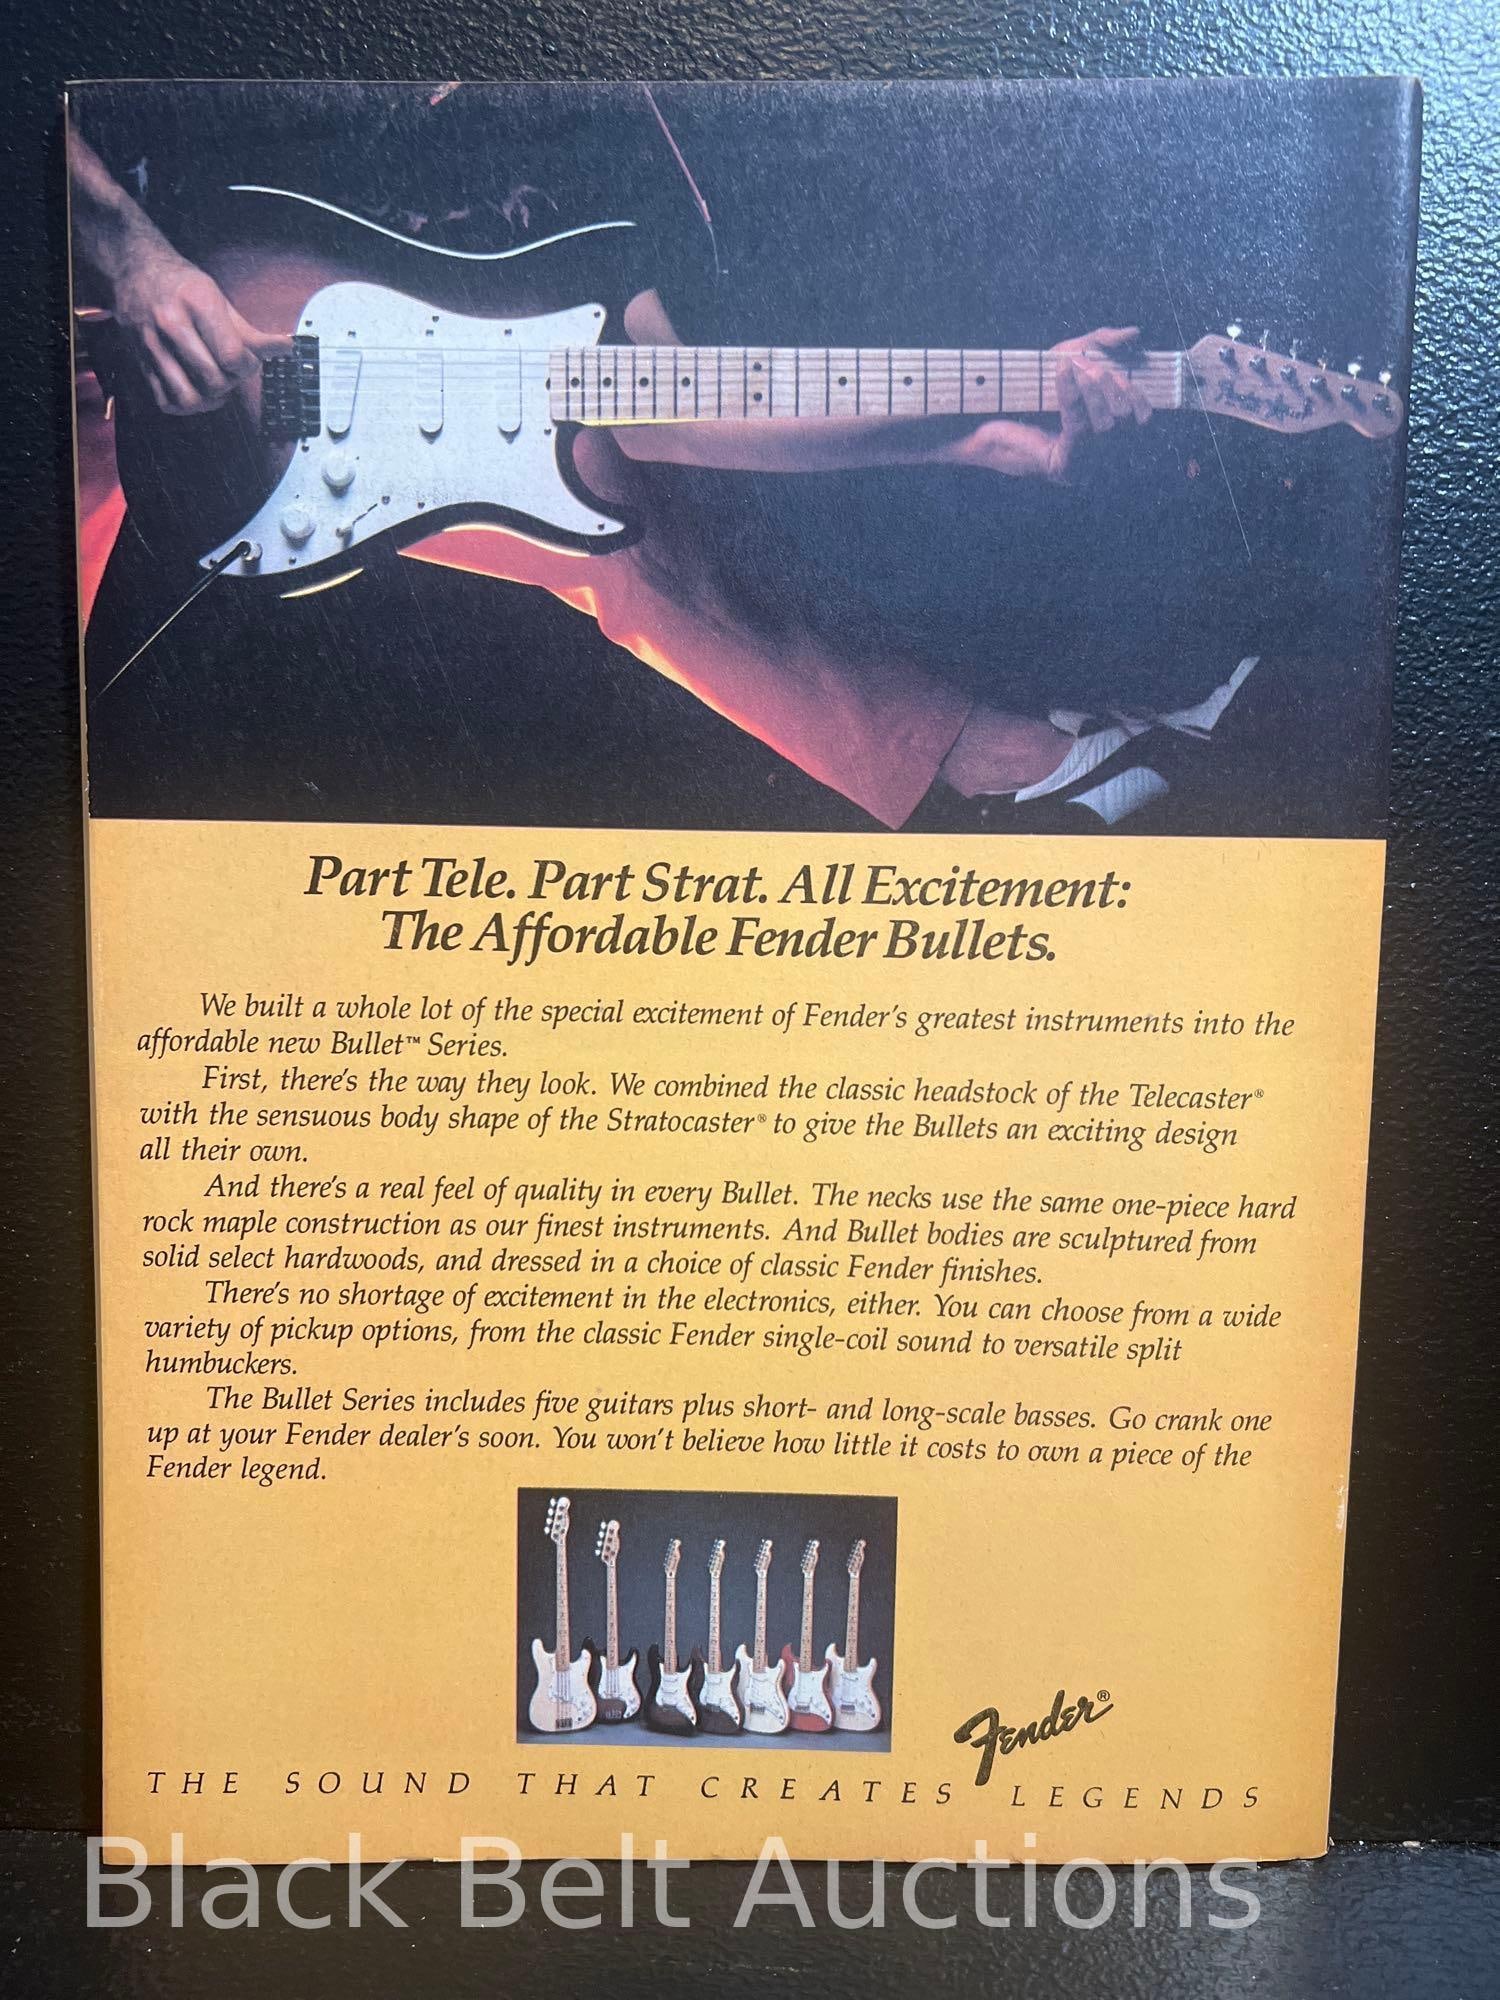 Part Tele. Part Strat. All Excitement:
The Affordable Fender Bullets.
We built a whole lot of the special excitement of Fender's greatest instruments into the
affordable new Bullet™ Series.
First, there's the way they look. We combined the classic headstock of the Telecaster®
with the sensuous body shape of the Stratocaster® to give the Bullets an exciting design
all their own.
And there's a real feel of quality in every Bullet. The necks use the same one-piece hard
rock maple construction as our finest instruments. And Bullet bodies are sculptured from
solid select hardwoods, and dressed in a choice of classic Fender finishes.
There's no shortage of excitement in the electronics, either. You can choose from a wide
variety of pickup options, from the classic Fender single-coil sound to versatile split
humbuckers.
The Bullet Series includes five guitars plus short- and long-scale basses. Go crank one
up at your Fender dealer's soon. You won't believe how little it costs to own a piece of the
Fender legend.
Fender®
THE SOUND THAT CREATES LEGENDS
Black Belt Auctions